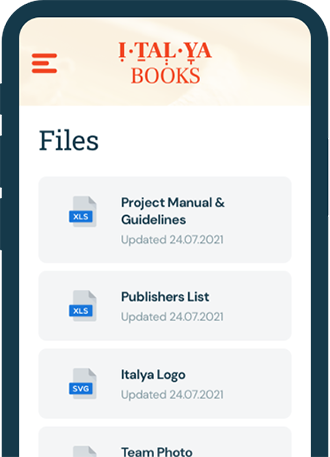 I·TAL·YA
BOOKS
Files
XLS
Project Manual &
Guidelines
Updated 24.07.2021
XLS
Publishers List
Updated 24.07.2021
SVG
Italya Logo
Updated 24.07.2021
Team Photo